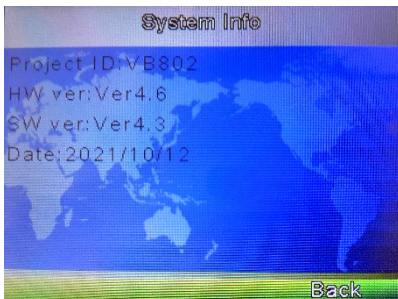 System Info
Project ID:VB802
HW ver:Ver4.6
SW ver:Ver4.3
Date:2021/10/12
Back